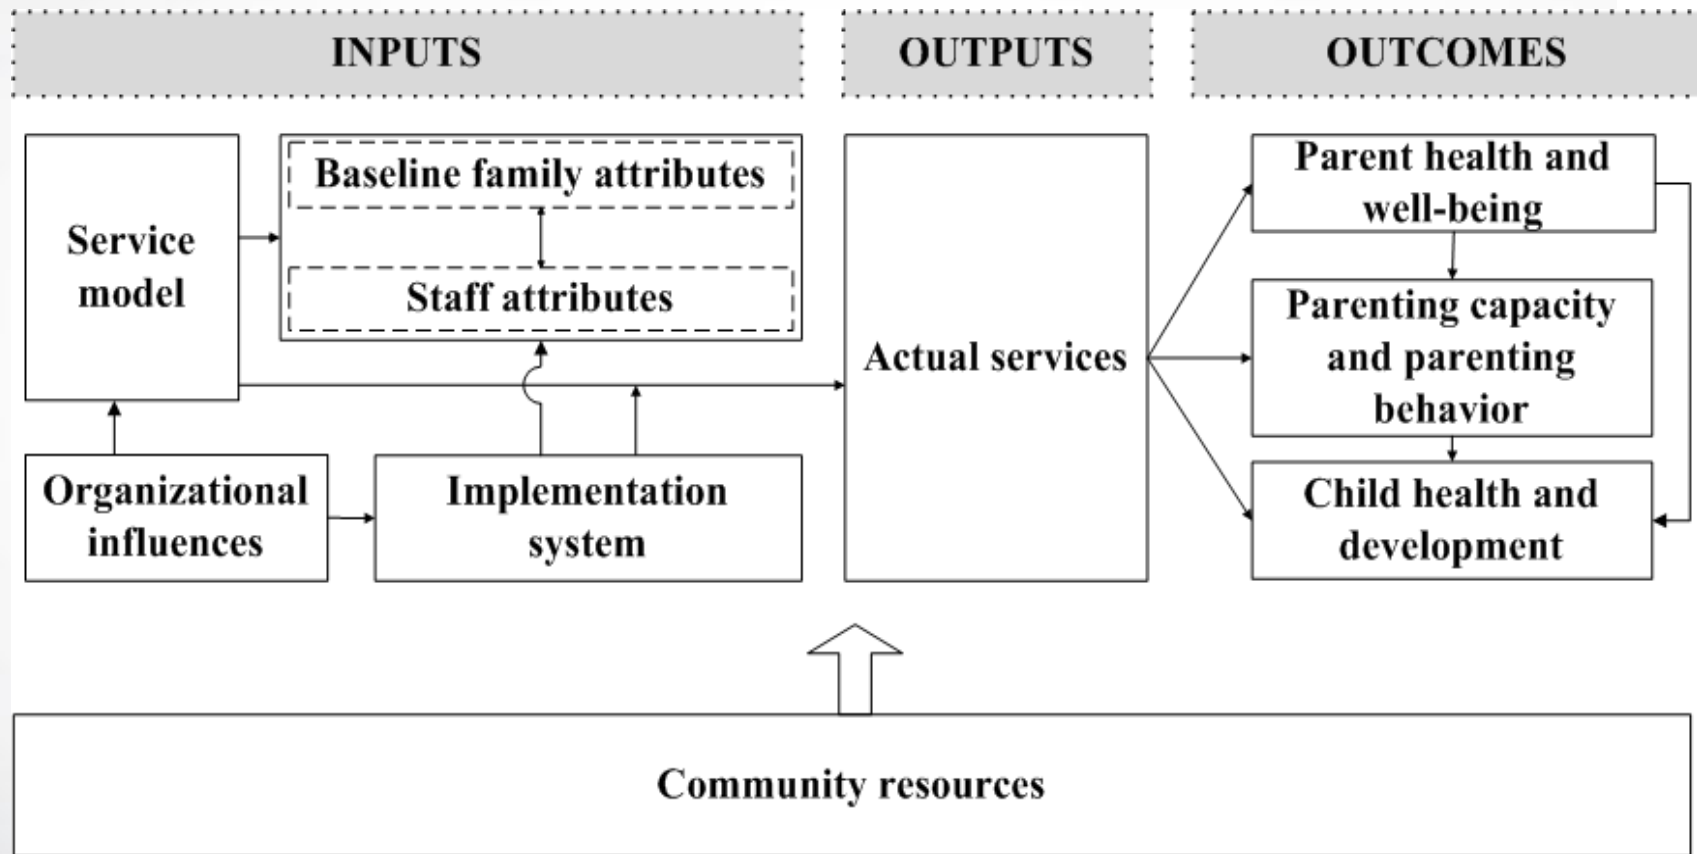 INPUTS
OUTPUTS
OUTCOMES
Service
model
Baseline family attributes
Staff attributes
Organizational
influences
Implementation
system
Actual services
Parent health and
well-being
Parenting capacity
and parenting
behavior
Child health and
development
Community resources